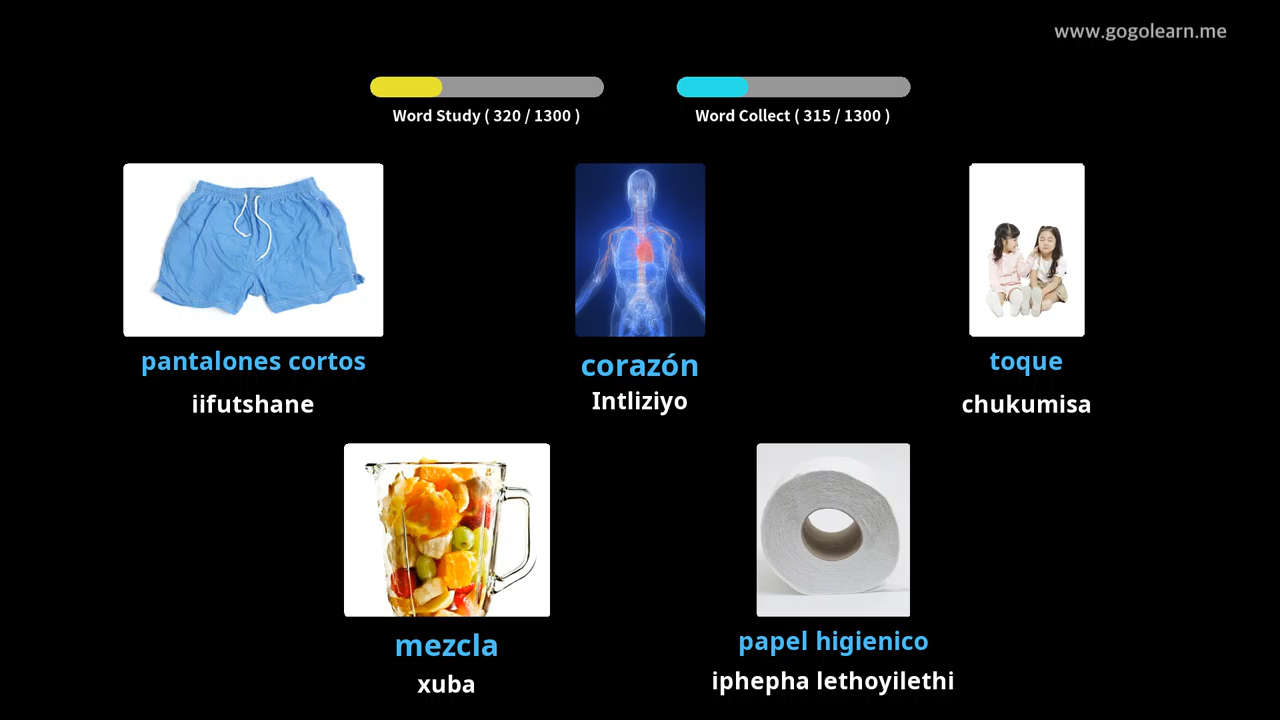 www.gogolearn.me
Word Study ( 320 / 1300 )
Word Collect ( 315 / 1300 )
pantalones cortos
iifutshane
corazón
Intliziyo
toque
chukumisa
mezcla
xuba
papel higienico
iphepha lethoyilethi